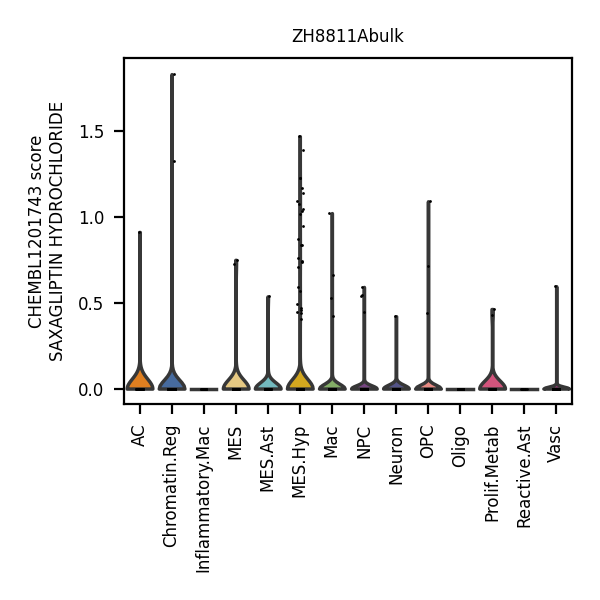 ZH8811Abulk
CHEMBL1201743 score
SAXAGLIPTIN HYDROCHLORIDE
1.5
1.0
0.5
0.0
AC
Chromatin.Reg
Inflammatory.Mac
MES
MES.Ast
MES.Hyp
Mac
NPC
Neuron
OPC
Oligo
Prolif.Metab
Reactive.Ast
Vasc